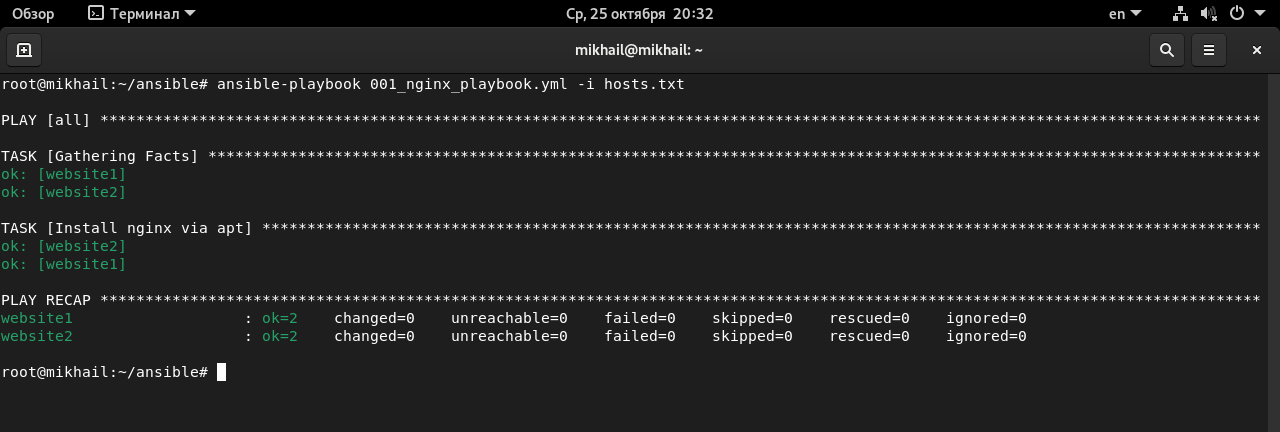 Обзор Терминал Ср, 25 октября 20:32 en
mikhail@mikhail: ~
root@mikhail:~/ansible# ansible-playbook 001_nginx_playbook.yml -i hosts.txt
PLAY [all] *********************************************************************************************************************************
TASK [Gathering Facts] *********************************************************************************************************************
ok: [website1]
ok: [website2]
TASK [Install nginx via apt] ***************************************************************************************************************
ok: [website2]
ok: [website1]
PLAY RECAP *********************************************************************************************************************************
website1 : ok=2 changed=0 unreachable=0 failed=0 skipped=0 rescued=0 ignored=0
website2 : ok=2 changed=0 unreachable=0 failed=0 skipped=0 rescued=0 ignored=0
root@mikhail:~/ansible#